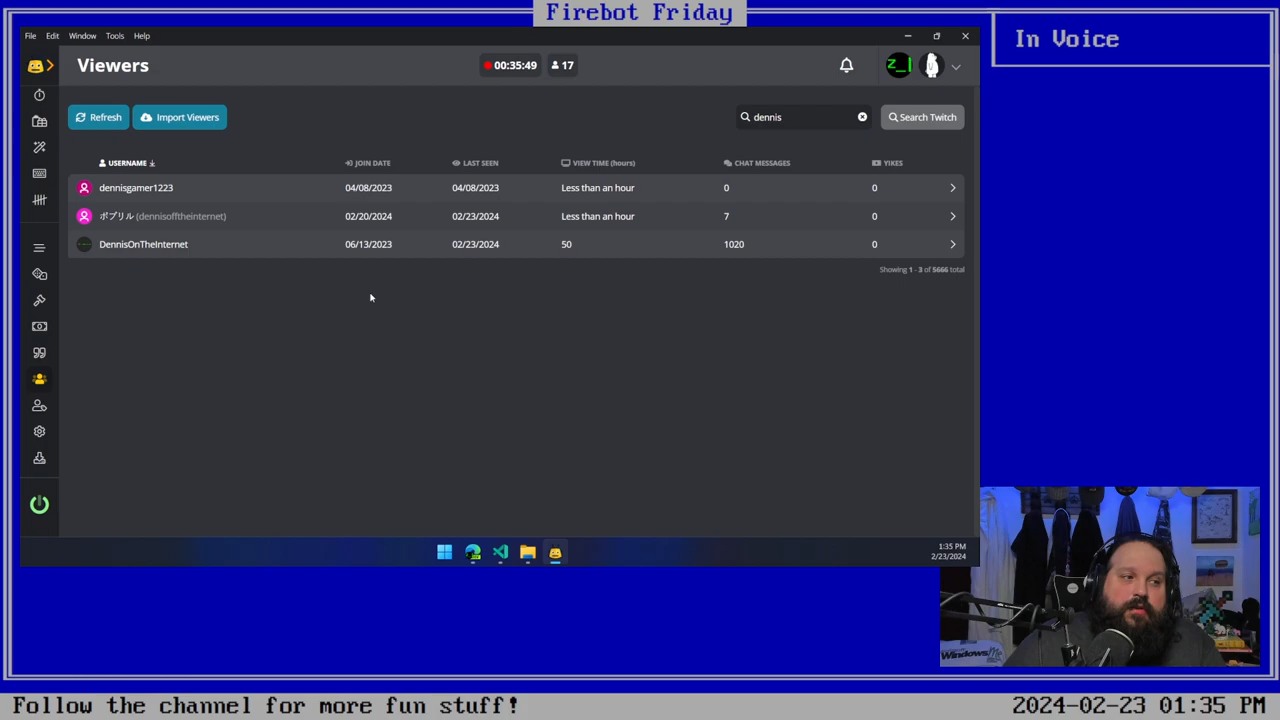 Firebot Friday
In Voice
File Edit Window Tools Help
Viewers
00:35:49
17
z_l
Refresh
Import Viewers
dennis
Search Twitch
USERNAME JOIN DATE LAST SEEN VIEW TIME (hours) CHAT MESSAGES YIKES
dennisgamer1223 04/08/2023 04/08/2023 Less than an hour 0 0
ポプリル (dennisofftheinternet) 02/20/2024 02/23/2024 Less than an hour 7 0
DennisOnTheInternet 06/13/2023 02/23/2024 50 1020 0
Showing 1 - 3 of 5666 total
1:35 PM
2/23/2024
Windows
Follow the channel for more fun stuff!
2024-02-23 01:35 PM